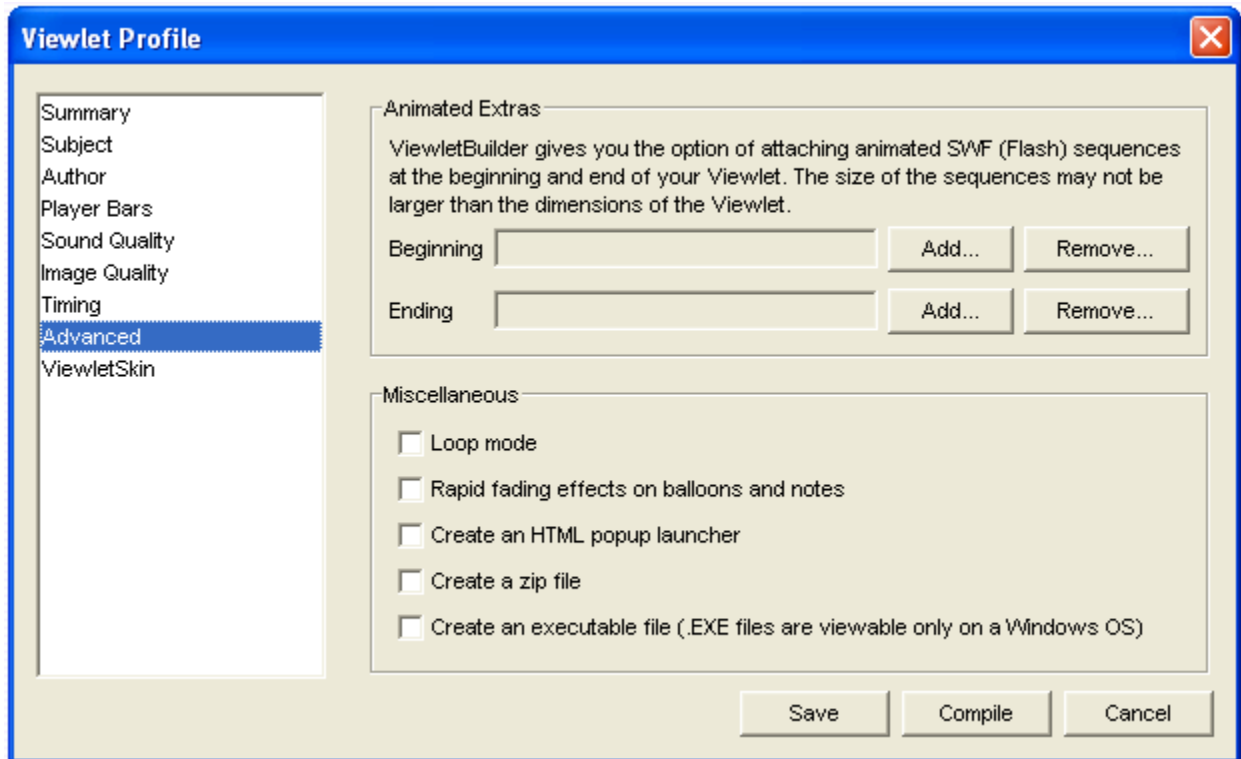 Viewlet Profile
Summary
Subject
Author
Player Bars
Sound Quality
Image Quality
Timing
Advanced
ViewletSkin
Animated Extras
ViewletBuilder gives you the option of attaching animated SWF (Flash) sequences
at the beginning and end of your Viewlet. The size of the sequences may not be
larger than the dimensions of the Viewlet.
Beginning Add... Remove...
Ending Add... Remove...
Miscellaneous
Loop mode
Rapid fading effects on balloons and notes
Create an HTML popup launcher
Create a zip file
Create an executable file (.EXE files are viewable only on a Windows OS)
Save Compile Cancel